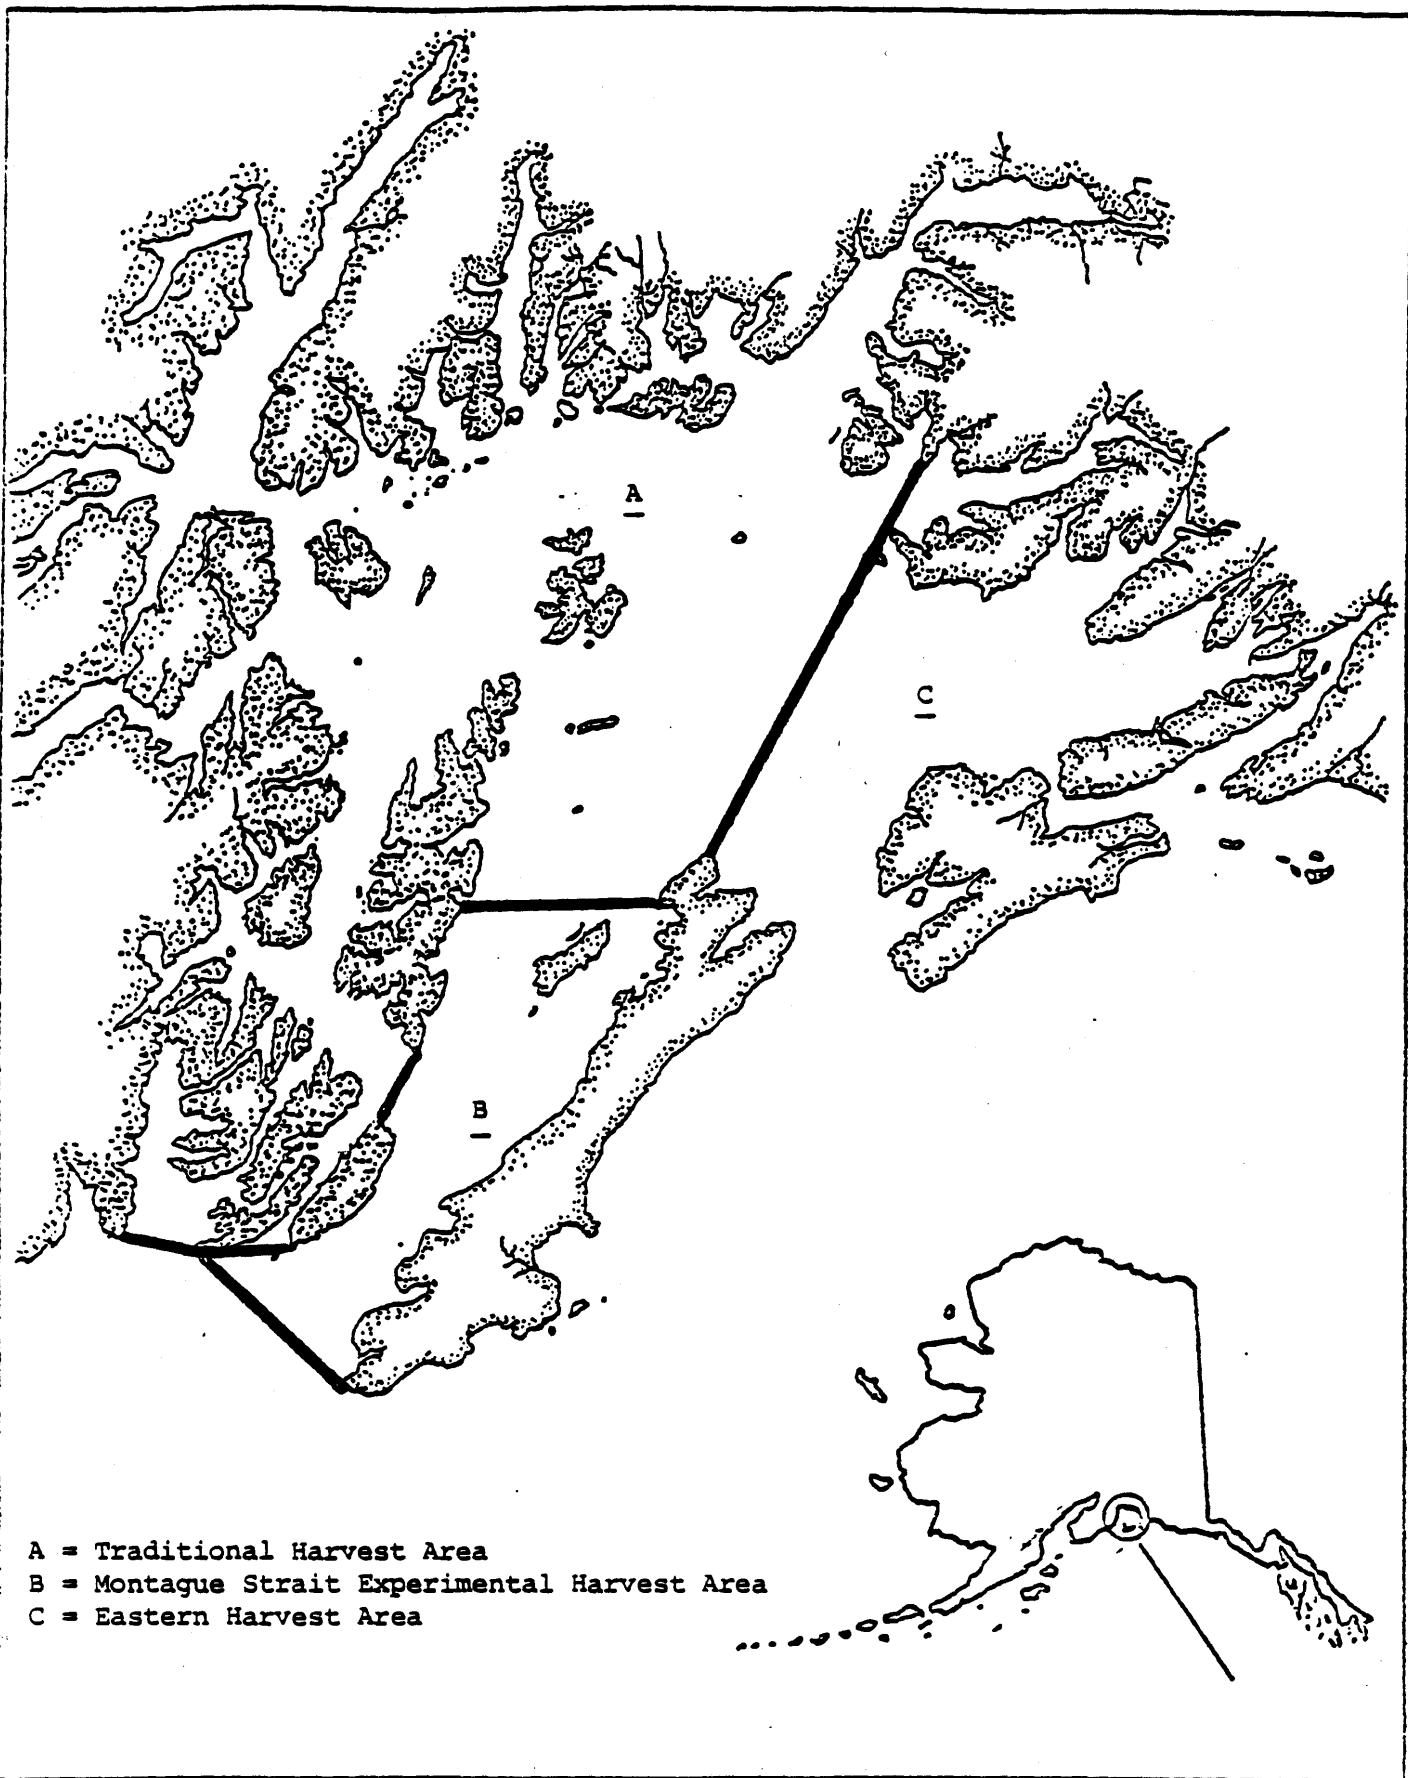 A
C
B
A = Traditional Harvest Area
B = Montague Strait Experimental Harvest Area
C = Eastern Harvest Area